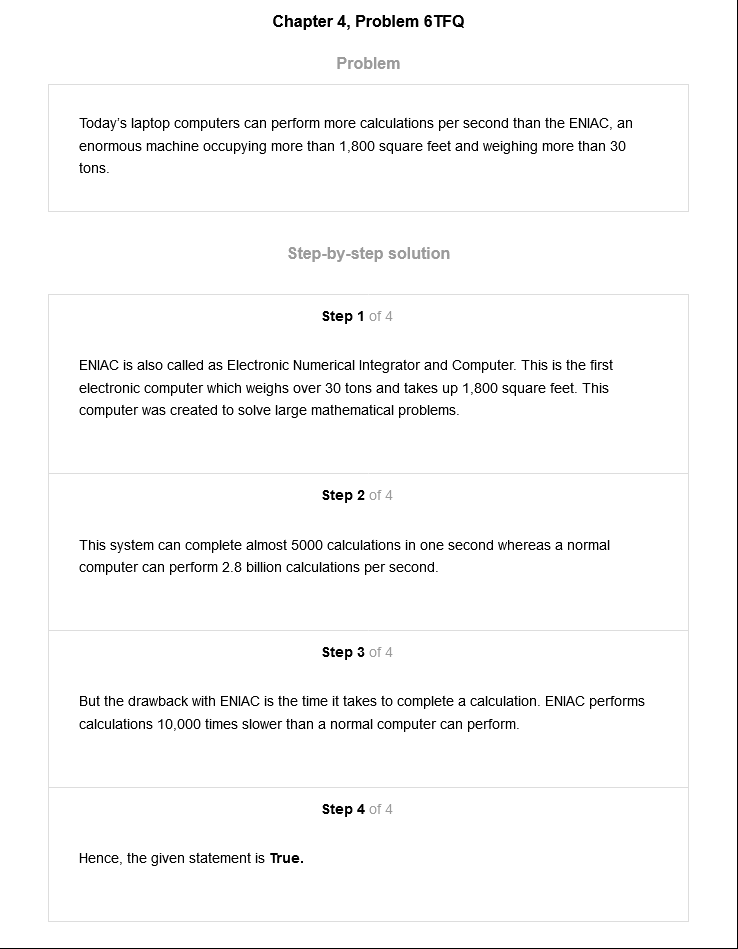 Chapter 4, Problem 6TFQ
Problem
Today’s laptop computers can perform more calculations per second than the ENIAC, an
enormous machine occupying more than 1,800 square feet and weighing more than 30
tons.
Step-by-step solution
Step 1 of 4
ENIAC is also called as Electronic Numerical Integrator and Computer. This is the first
electronic computer which weighs over 30 tons and takes up 1,800 square feet. This
computer was created to solve large mathematical problems.
Step 2 of 4
This system can complete almost 5000 calculations in one second whereas a normal
computer can perform 2.8 billion calculations per second.
Step 3 of 4
But the drawback with ENIAC is the time it takes to complete a calculation. ENIAC performs
calculations 10,000 times slower than a normal computer can perform.
Step 4 of 4
Hence, the given statement is True.